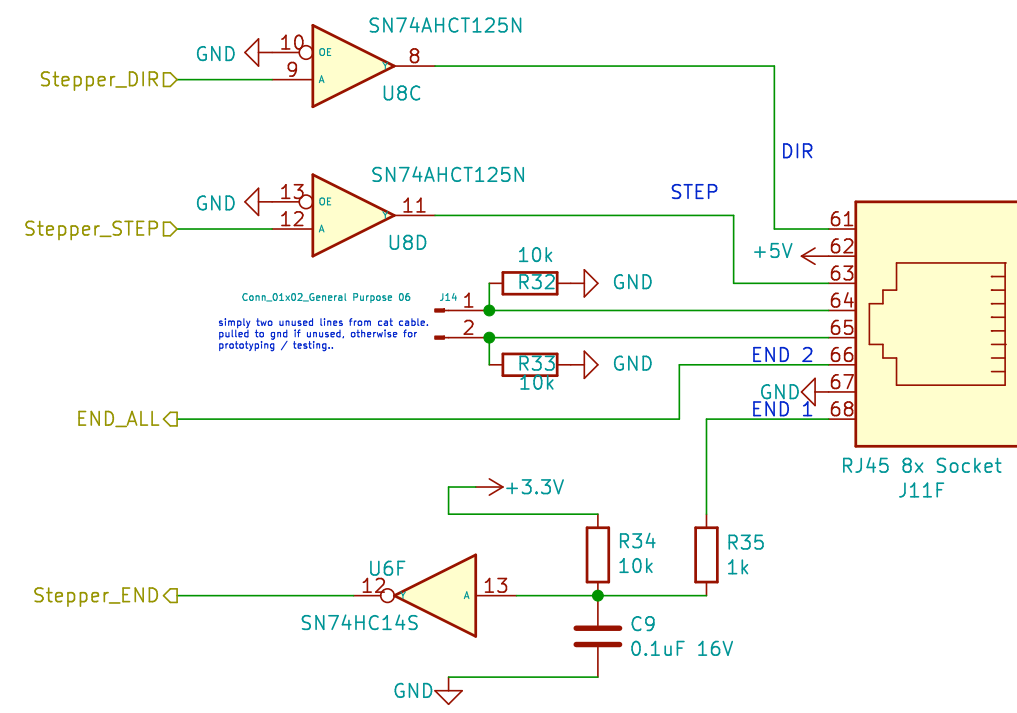 SN74AHCT125N
GND
10
OE
8
Y
Stepper_DIR
9
A
U8C
DIR
SN74AHCT125N
STEP
GND
13
OE
11
Y
Stepper_STEP
12
A
U8D
61
+5V
62
10k
R32
GND
63
Conn_01x02_General Purpose 06
J14
1
64
simply two unused lines from cat cable.
pulled to gnd if unused, otherwise for
prototyping / testing..
2
65
END 2
R33
GND
66
10k
GND
67
END 1
END_ALL
68
RJ45 8x Socket
J11F
+3.3V
R34
10k
R35
1k
U6F
12
Y
A
13
Stepper_END
SN74HC14S
C9
0.1uF 16V
GND